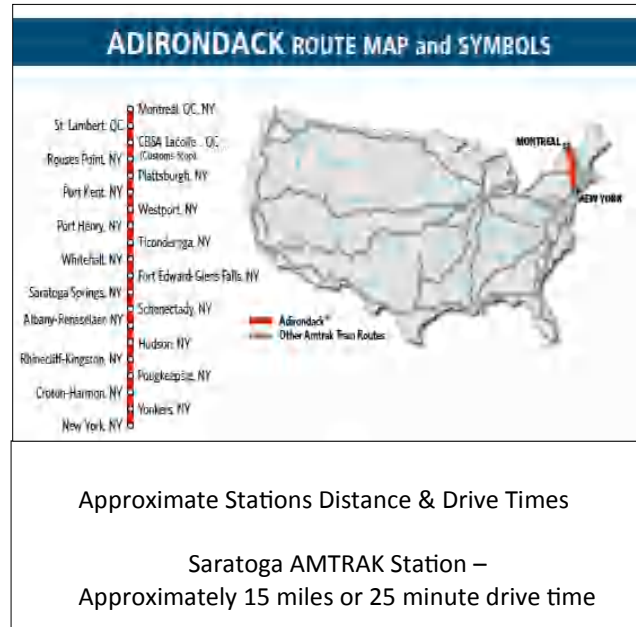 ADIRONDACK ROUTE MAP and SYMBOLS
Montreal, QC, NY
St. Lambert, QC
CBSA Lacolle, QC
(Customs Stop)
Rouses Point, NY
Plattsburgh, NY
Port Kent, NY
Westport, NY
Port Henry, NY
Ticonderoga, NY
Whitehall, NY
Fort Edward-Glens Falls, NY
Saratoga Springs, NY
Schenectady, NY
Albany-Rensselaer, NY
Hudson, NY
Rhinecliff-Kingston, NY
Pougkeepsie, NY
Croton-Harmon, NY
Yonkers, NY
New York, NY
MONTREAL
NEW YORK
Adirondack®
Other Amtrak Train Routes
Approximate Stations Distance & Drive Times
Saratoga AMTRAK Station –
Approximately 15 miles or 25 minute drive time